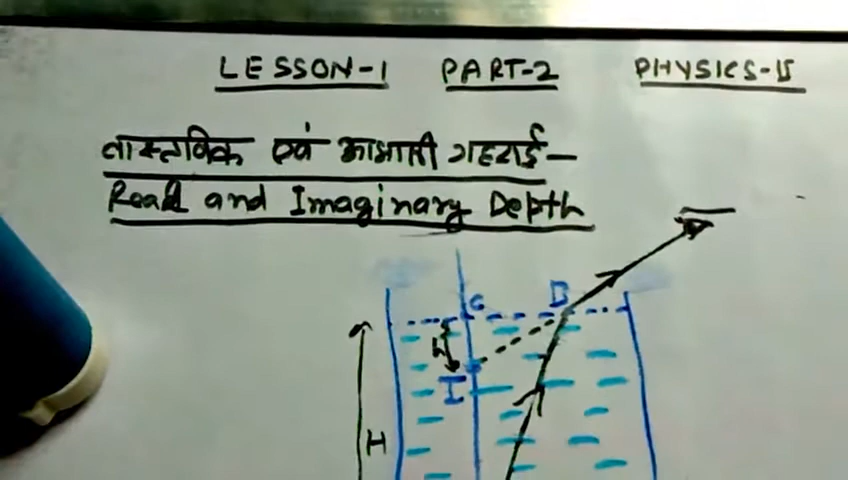 LESSON-1 PART-2 PHYSICS-II
वास्तविक एवं आभासी गहराई—
Real and Imaginary Depth
C B
h
I
H